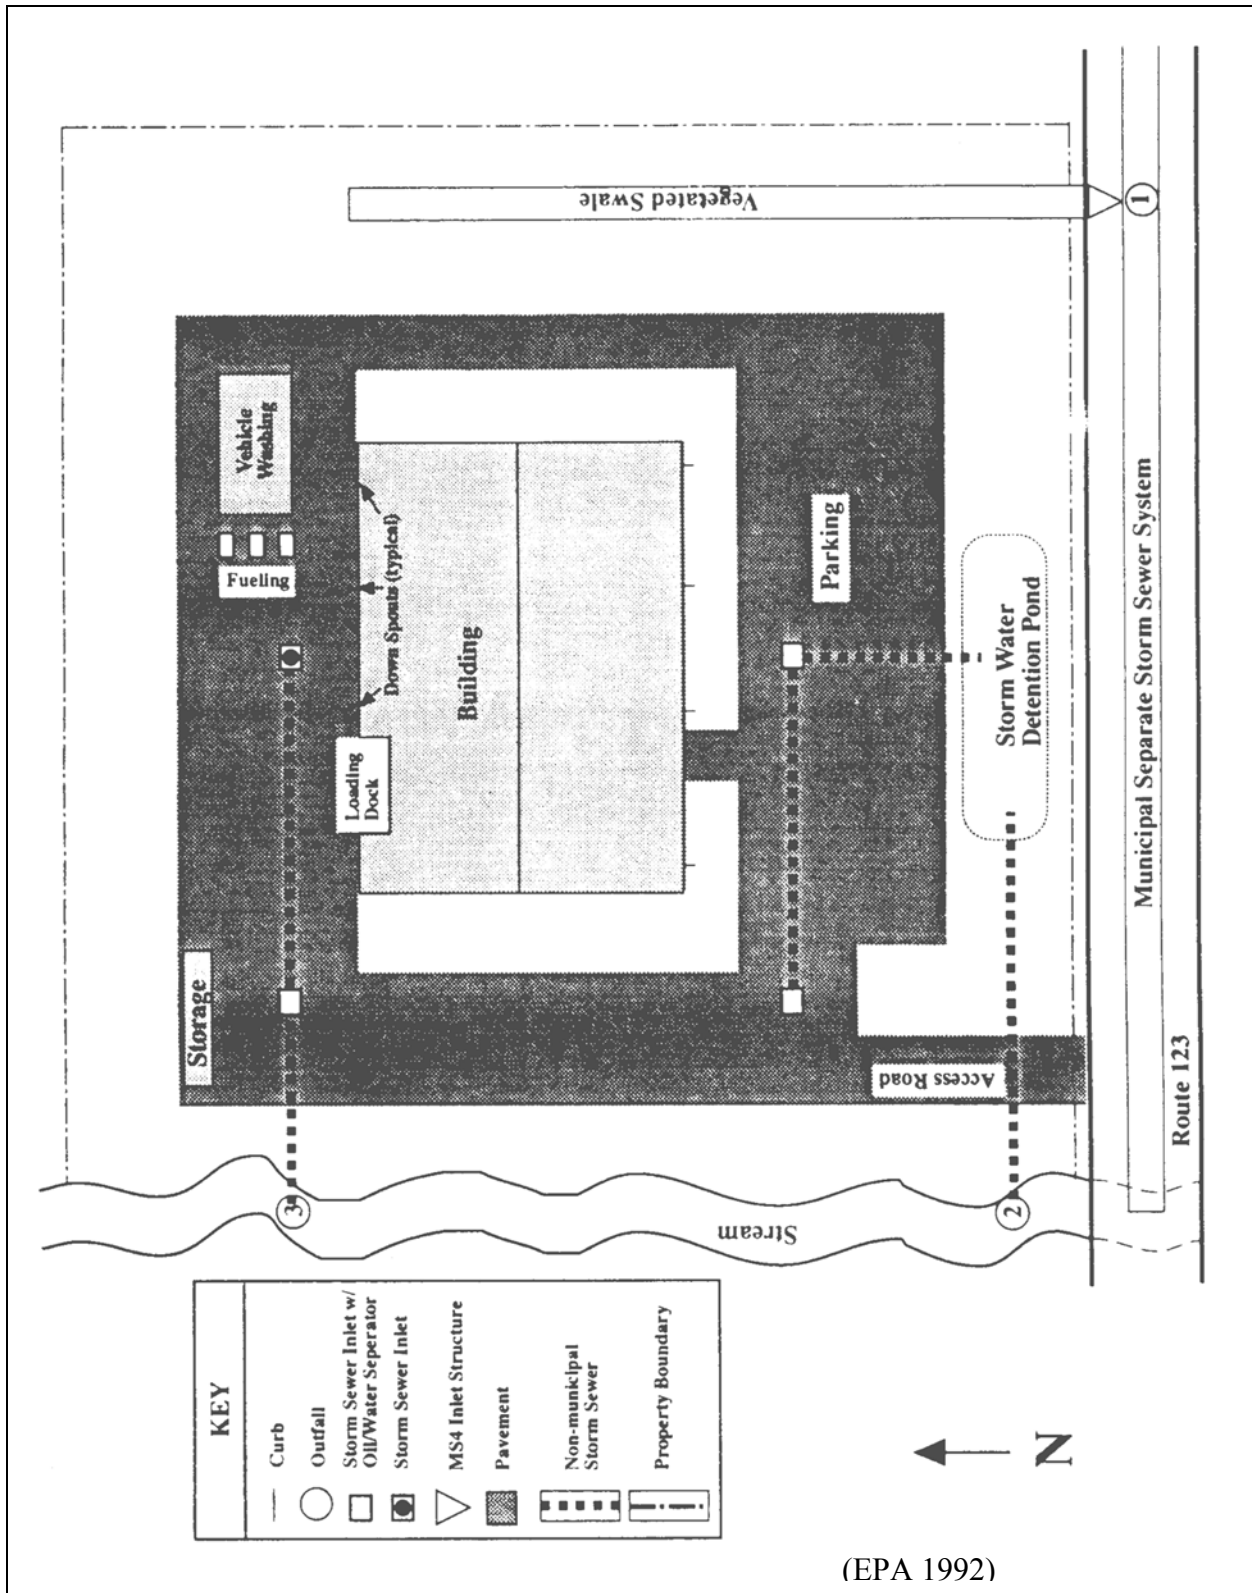 Vegetated Swale
1
Vehicle
Washing
Fueling
Down Spouts (typical)
Building
Loading
Dock
Storage
Parking
Storm Water
Detention Pond
Municipal Separate Storm Sewer System
Access Road
Route 123
3
2
Stream
KEY
Curb
Outfall
Storm Sewer Inlet w/
Oil/Water Seperator
Storm Sewer Inlet
MS4 Inlet Structure
Pavement
Non-municipal
Storm Sewer
Property Boundary
N
(EPA 1992)